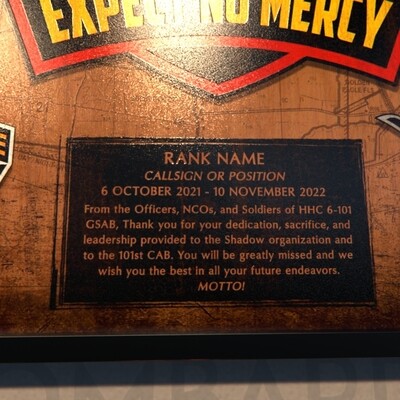 EXPECTING MERCY
RANK NAME
CALLSIGN OR POSITION
6 OCTOBER 2021 - 10 NOVEMBER 2022
From the Officers, NCOs, and Soldiers of HHC 6-101
GSAB, Thank you for your dedication, sacrifice, and
leadership provided to the Shadow organization and
to the 101st CAB. You will be greatly missed and we
wish you the best in all your future endeavors.
MOTTO!